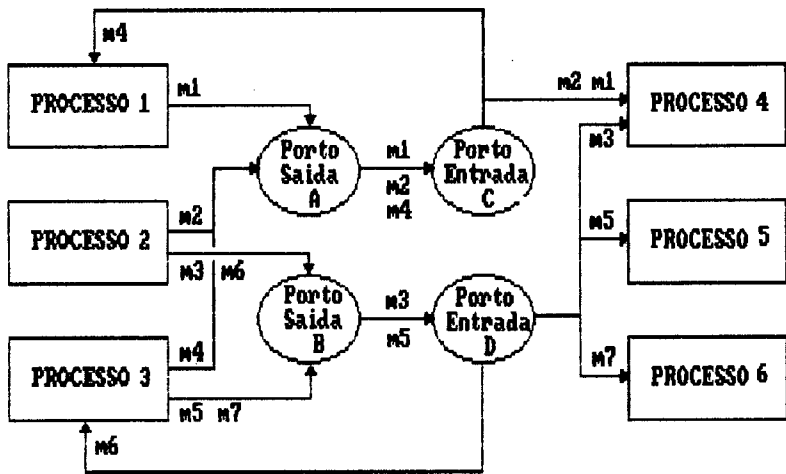 m4
m1
m2 m1
PROCESSO 1
PROCESSO 4
m3
Porto
Saida
A
m1
m2
m4
Porto
Entrada
C
m2
PROCESSO 2
m3 m6
m5
PROCESSO 5
Porto
Saida
B
m3
m5
Porto
Entrada
D
m4
PROCESSO 3
m5 m7
m7
PROCESSO 6
m6